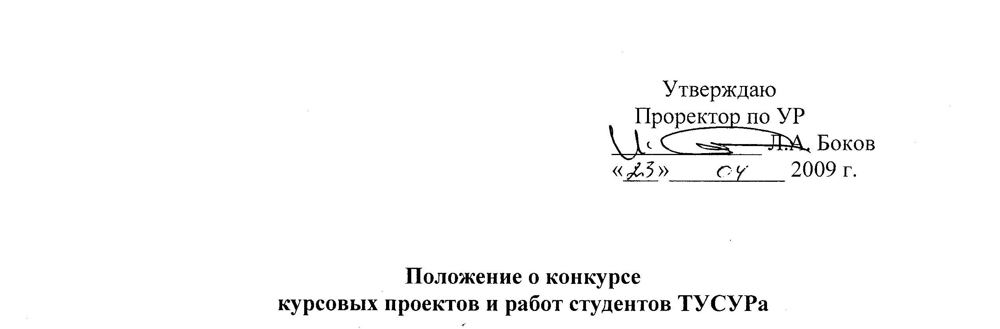 Утверждаю
Проректор по УР
Л.А. Боков
«23» 04 2009 г.
Положение о конкурсе
курсовых проектов и работ студентов ТУСУРа